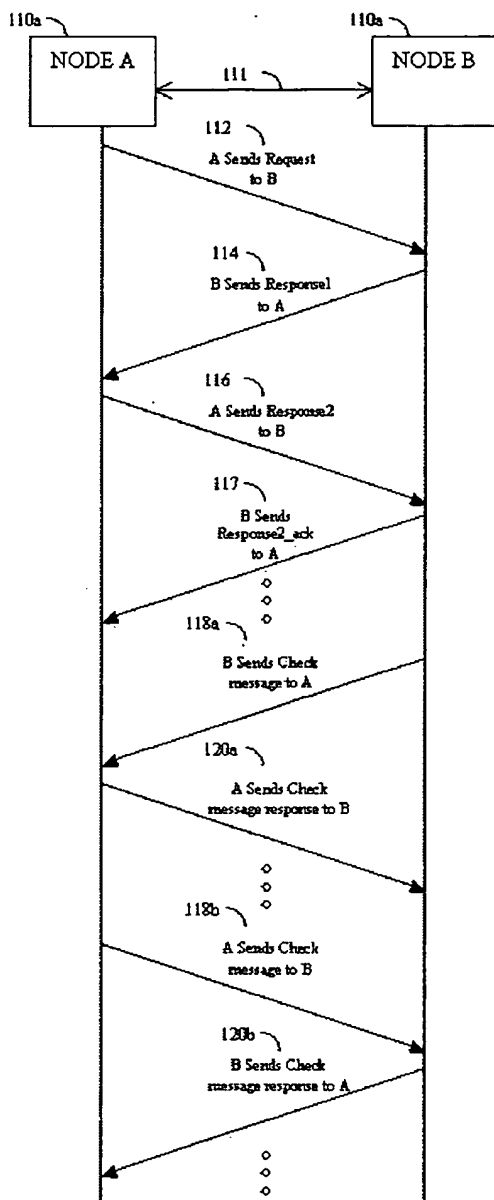 110a
110a
NODE A
NODE B
111
112
A Sends Request
to B
114
B Sends Response1
to A
116
A Sends Response2
to B
117
B Sends
Response2_ack
to A
118a
B Sends Check
message to A
120a
A Sends Check
message response to B
118b
A Sends Check
message to B
120b
B Sends Check
message response to A